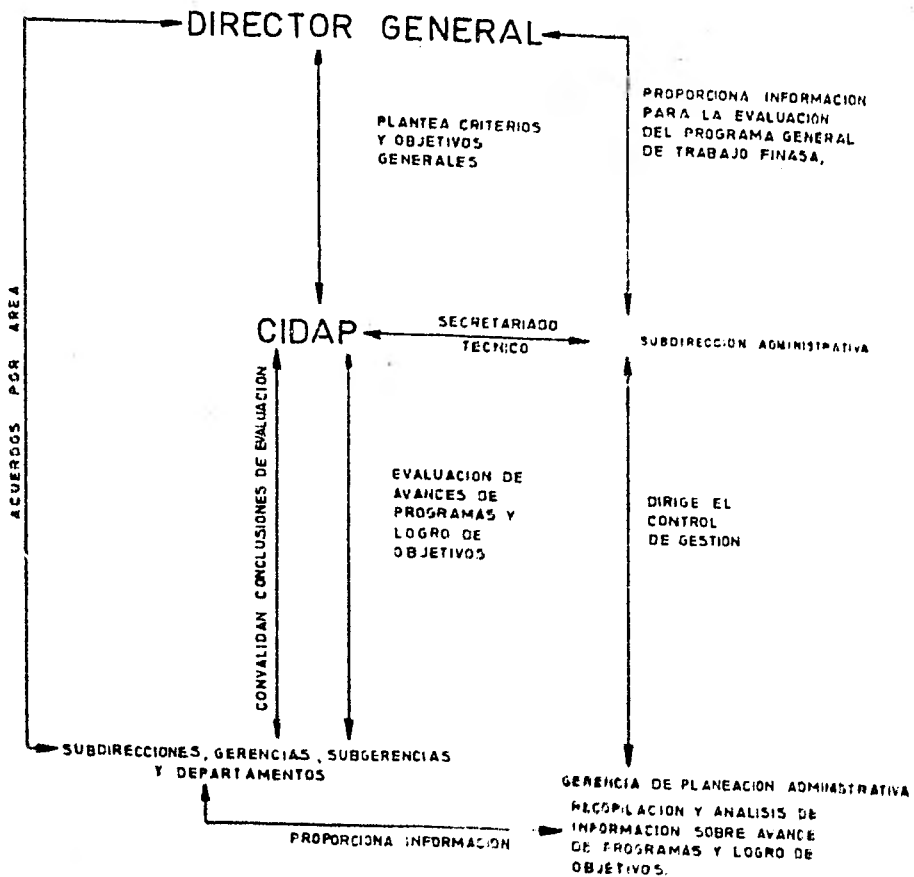 DIRECTOR GENERAL
PLANTEA CRITERIOS
Y OBJETIVOS
GENERALES
PROPORCIONA INFORMACION
PARA LA EVALUACION
DEL PROGRAMA GENERAL
DE TRABAJO FINASA,
ACUERDOS POR AREA
CIDAP
SECRETARIADO
TECNICO
SUBDIRECCION ADMINISTRATIVA
CONVALIDAN CONCLUSIONES DE EVALUACION
EVALUACION DE
AVANCES DE
PROGRAMAS Y
LOGRO DE
OBJETIVOS
DIRIGE EL
CONTROL
DE GESTION
SUBDIRECCIONES, GERENCIAS, SUBGERENCIAS
Y DEPARTAMENTOS
GERENCIA DE PLANEACION ADMINISTRATIVA
PROPORCIONA INFORMACION
RECOPILACION Y ANALISIS DE
INFORMACION SOBRE AVANCE
DE PROGRAMAS Y LOGRO DE
OBJETIVOS.